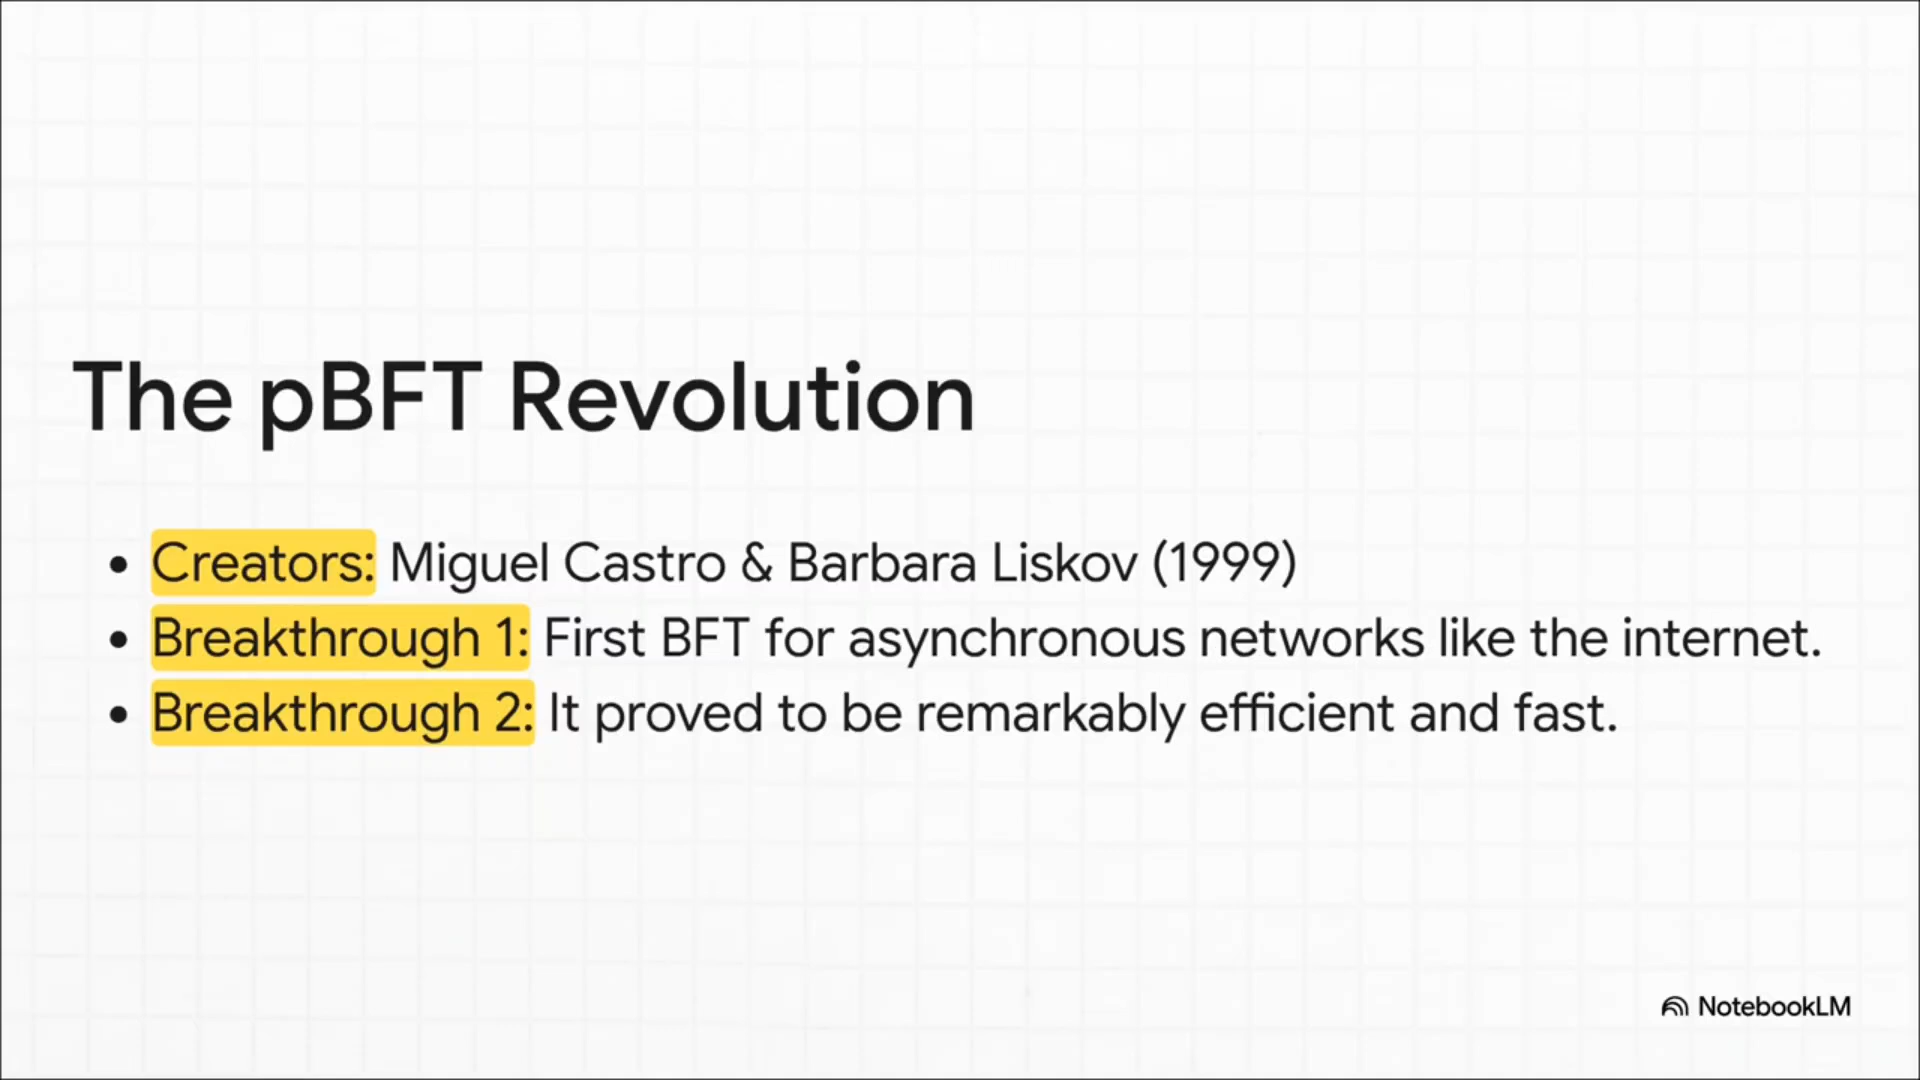 The pBFT Revolution
• Creators: Miguel Castro & Barbara Liskov (1999)
• Breakthrough 1: First BFT for asynchronous networks like the internet.
• Breakthrough 2: It proved to be remarkably efficient and fast.
NotebookLM